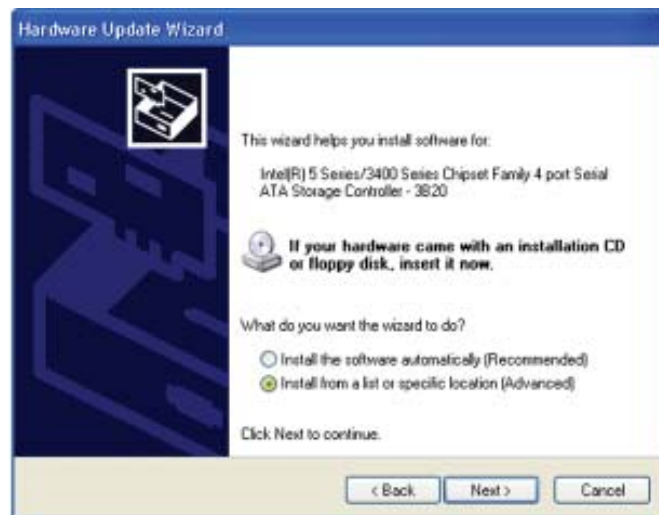 Hardware Update Wizard
This wizard helps you install software for:
Intel(R) 5 Series/3400 Series Chipset Family 4 port Serial
ATA Storage Controller - 3B20
If your hardware came with an installation CD
or floppy disk, insert it now.
What do you want the wizard to do?
Install the software automatically (Recommended)
Install from a list or specific location (Advanced)
Click Next to continue.
< Back
Next >
Cancel